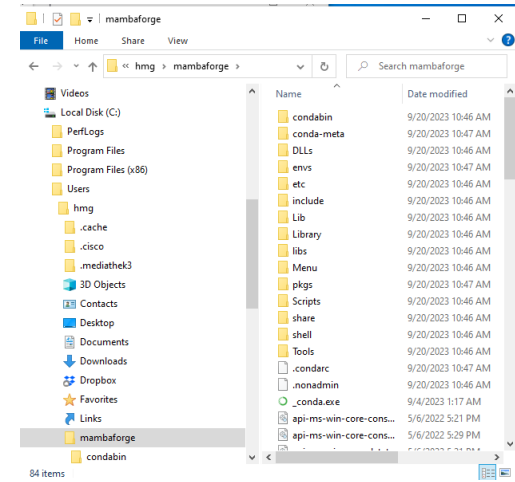 mambaforge
File Home Share View
« hmg › mambaforge › Search mambaforge
Videos
Local Disk (C:)
PerfLogs
Program Files
Program Files (x86)
Users
hmg
.cache
.cisco
.mediathek3
3D Objects
Contacts
Desktop
Documents
Downloads
Dropbox
Favorites
Links
mambaforge
condabin
Name Date modified
condabin 9/20/2023 10:46 AM
conda-meta 9/20/2023 10:47 AM
DLLs 9/20/2023 10:46 AM
envs 9/20/2023 10:47 AM
etc 9/20/2023 10:46 AM
include 9/20/2023 10:46 AM
Lib 9/20/2023 10:46 AM
Library 9/20/2023 10:46 AM
libs 9/20/2023 10:46 AM
Menu 9/20/2023 10:46 AM
pkgs 9/20/2023 10:47 AM
Scripts 9/20/2023 10:46 AM
share 9/20/2023 10:46 AM
shell 9/20/2023 10:46 AM
Tools 9/20/2023 10:46 AM
.condarc 9/20/2023 10:47 AM
.nonadmin 9/20/2023 10:46 AM
_conda.exe 9/4/2023 1:17 AM
api-ms-win-core-cons... 5/6/2022 5:21 PM
api-ms-win-core-cons... 5/6/2022 5:29 PM
84 items